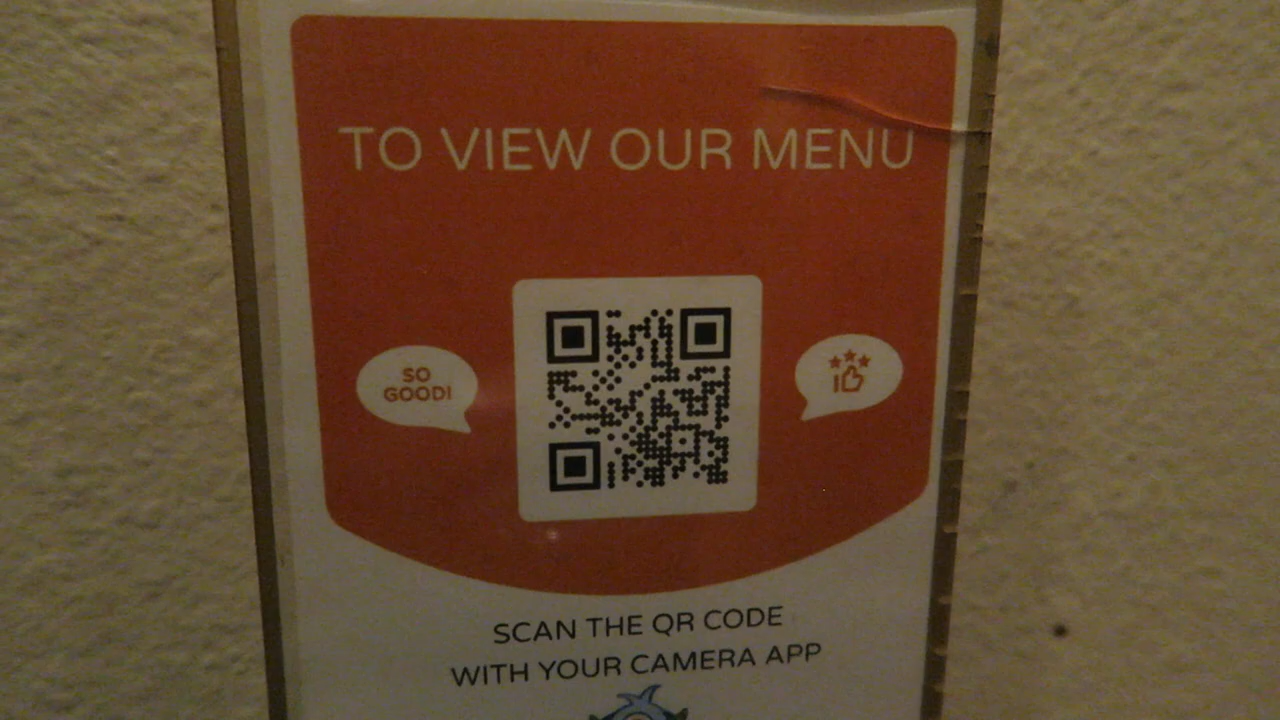 TO VIEW OUR MENU
SO
GOOD!
SCAN THE QR CODE
WITH YOUR CAMERA APP